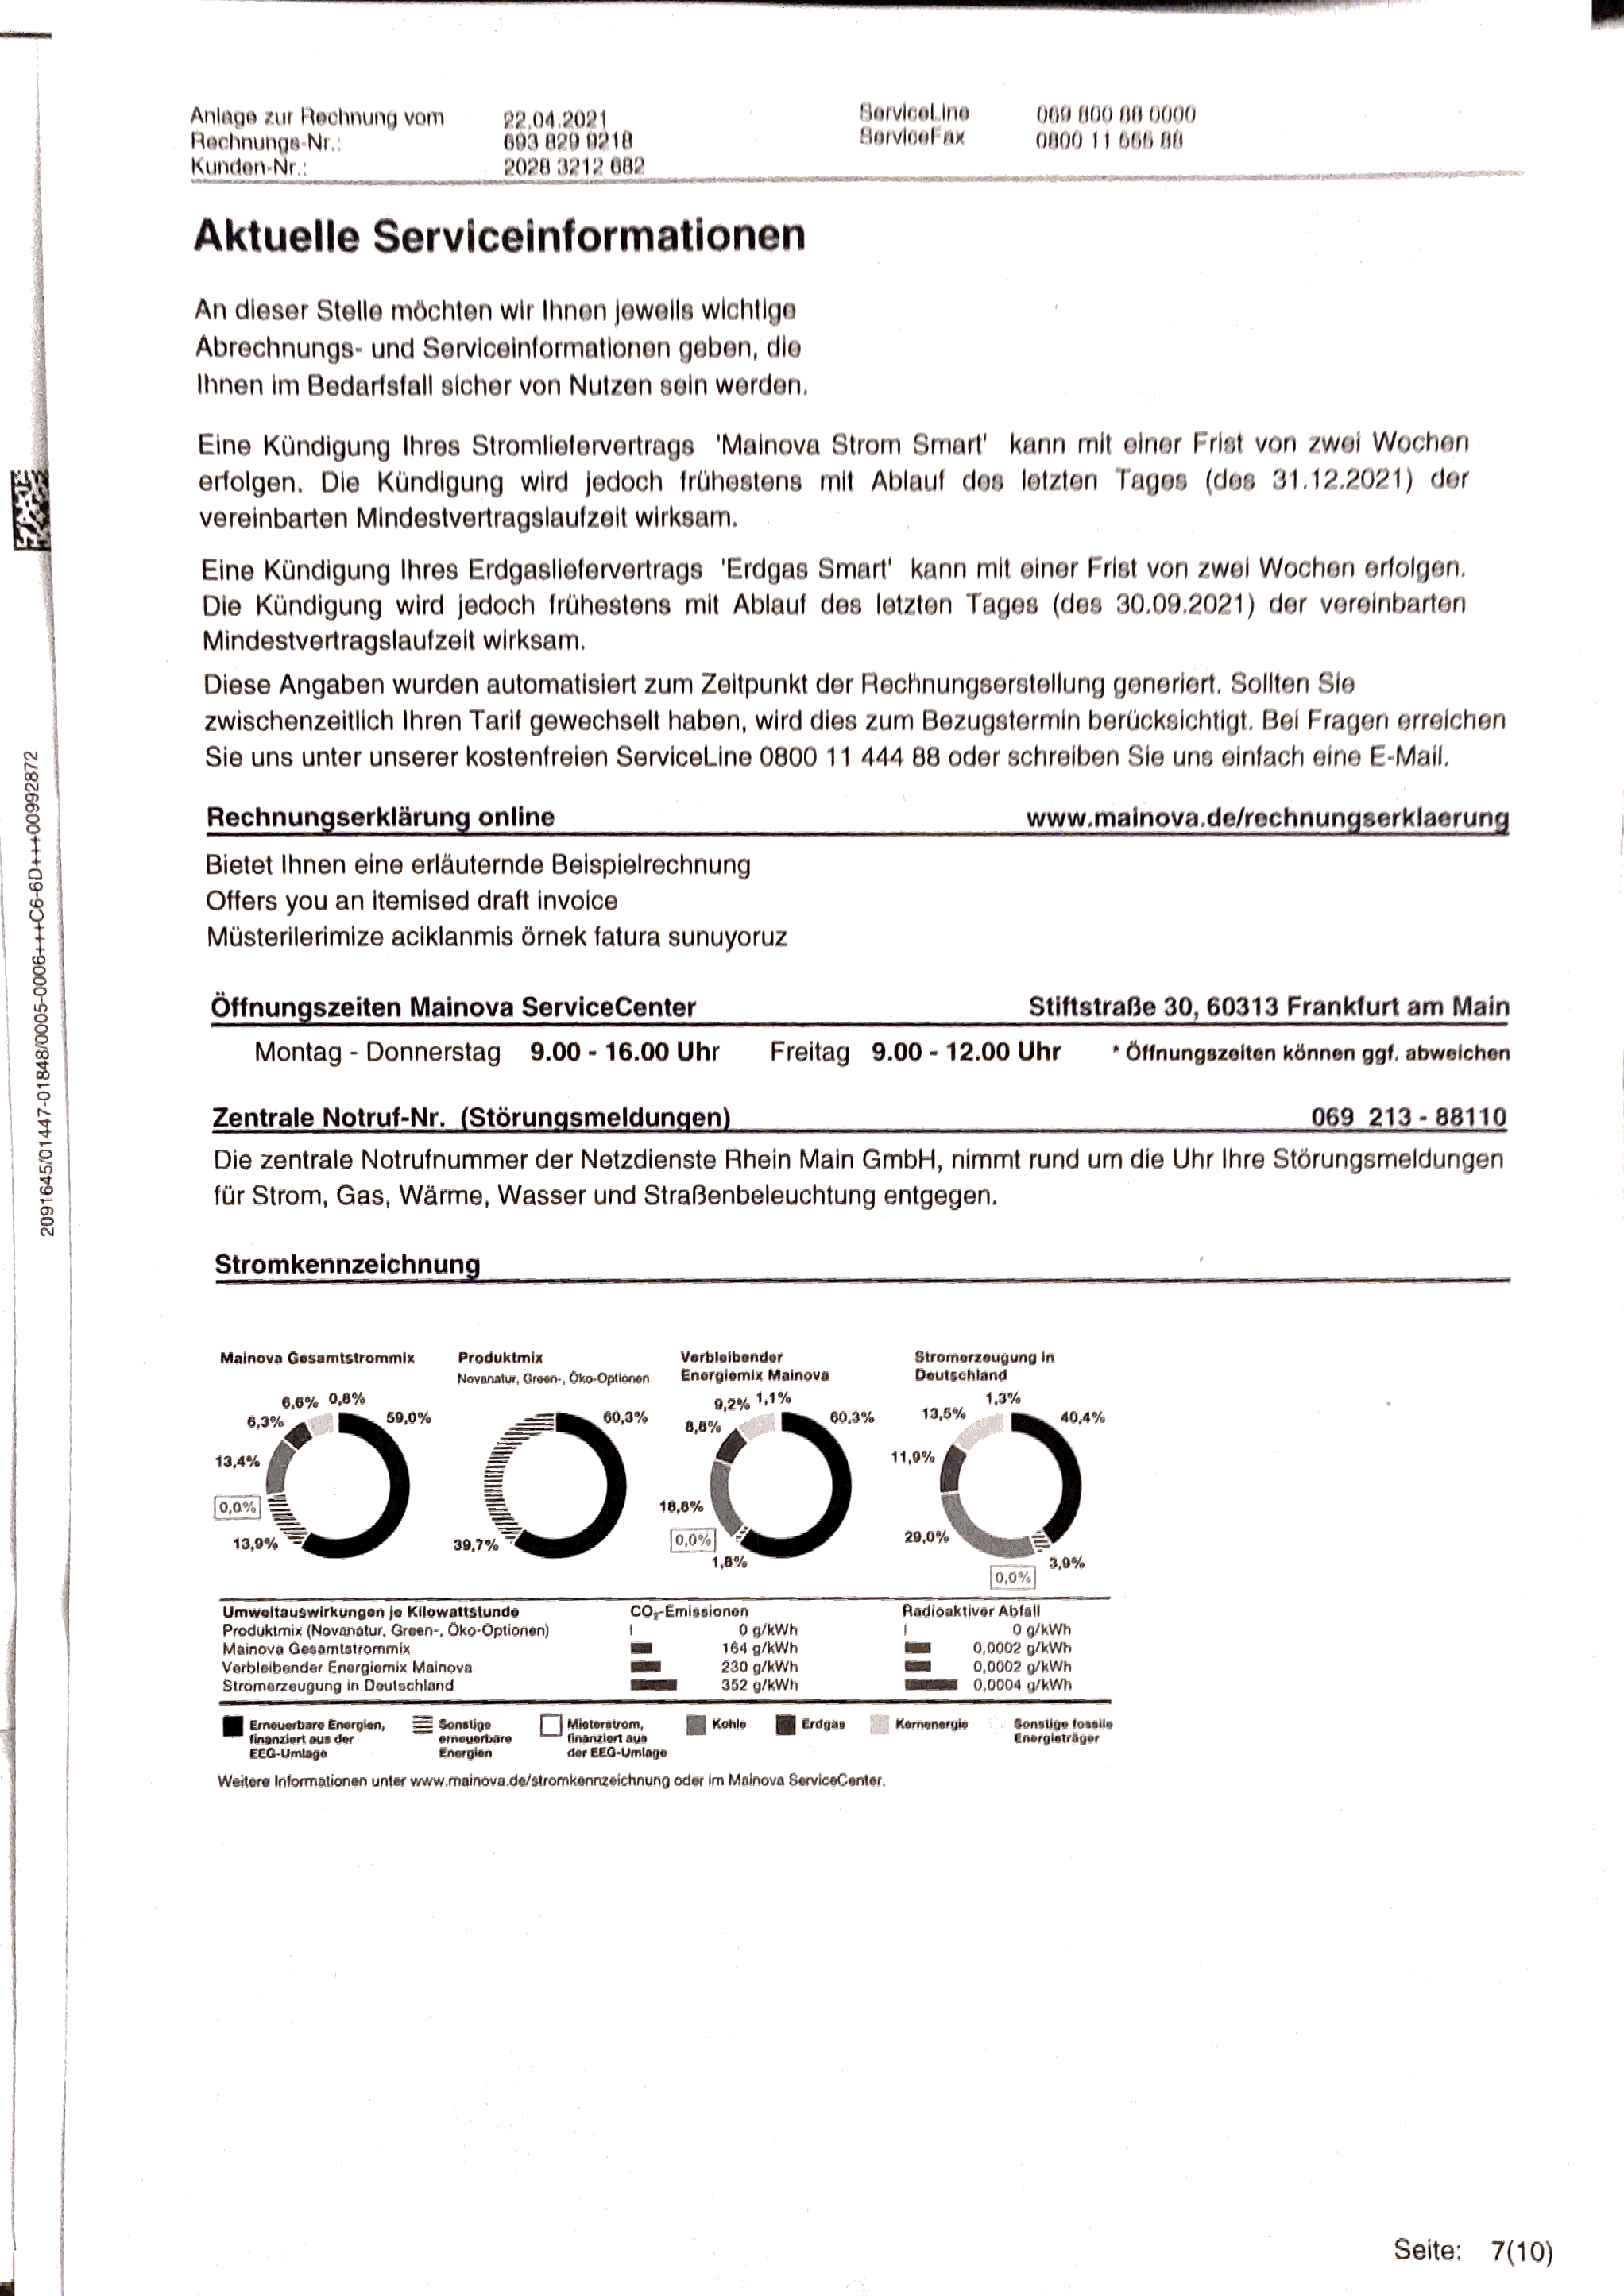 Anlage zur Rechnung vom 22.04.2021 ServiceLine 069 800 88 0000
Rechnungs-Nr.: 693 829 9218 ServiceFax 0800 11 666 88
Kunden-Nr.: 2028 3212 682
Aktuelle Serviceinformationen
An dieser Stelle möchten wir Ihnen jeweils wichtige
Abrechnungs- und Serviceinformationen geben, die
Ihnen im Bedarfsfall sicher von Nutzen sein werden.
Eine Kündigung Ihres Stromliefervertrags 'Mainova Strom Smart' kann mit einer Frist von zwei Wochen
erfolgen. Die Kündigung wird jedoch frühestens mit Ablauf des letzten Tages (des 31.12.2021) der
vereinbarten Mindestvertragslaufzeit wirksam.
Eine Kündigung Ihres Erdgasliefervertrags 'Erdgas Smart' kann mit einer Frist von zwei Wochen erfolgen.
Die Kündigung wird jedoch frühestens mit Ablauf des letzten Tages (des 30.09.2021) der vereinbarten
Mindestvertragslaufzeit wirksam.
Diese Angaben wurden automatisiert zum Zeitpunkt der Rechnungserstellung generiert. Sollten Sie
zwischenzeitlich Ihren Tarif gewechselt haben, wird dies zum Bezugstermin berücksichtigt. Bei Fragen erreichen
Sie uns unter unserer kostenfreien ServiceLine 0800 11 444 88 oder schreiben Sie uns einfach eine E-Mail.
Rechnungserklärung online www.mainova.de/rechnungserklaerung
Bietet Ihnen eine erläuternde Beispielrechnung
Offers you an itemised draft invoice
Müsterilerimize aciklanmis örnek fatura sunuyoruz
Öffnungszeiten Mainova ServiceCenter Stiftstraße 30, 60313 Frankfurt am Main
Montag - Donnerstag 9.00 - 16.00 Uhr Freitag 9.00 - 12.00 Uhr * Öffnungszeiten können ggf. abweichen
Zentrale Notruf-Nr. (Störungsmeldungen) 069 213 - 88110
Die zentrale Notrufnummer der Netzdienste Rhein Main GmbH, nimmt rund um die Uhr Ihre Störungsmeldungen
für Strom, Gas, Wärme, Wasser und Straßenbeleuchtung entgegen.
Stromkennzeichnung
Mainova Gesamtstrommix
6,6% 0,8%
6,3% 59,0%
13,4%
0,0%
13,9%
Produktmix
Novanatur, Green-, Öko-Optionen
60,3%
39,7%
Verbleibender
Energiemix Mainova
9,2% 1,1%
8,8% 60,3%
18,8%
0,0%
1,8%
Stromerzeugung in
Deutschland
1,3%
13,5% 40,4%
11,9%
29,0%
3,9%
0,0%
Umweltauswirkungen je Kilowattstunde CO₂-Emissionen Radioaktiver Abfall
Produktmix (Novanatur, Green-, Öko-Optionen) 0 g/kWh 0 g/kWh
Mainova Gesamtstrommix 164 g/kWh 0,0002 g/kWh
Verbleibender Energiemix Mainova 230 g/kWh 0,0002 g/kWh
Stromerzeugung in Deutschland 352 g/kWh 0,0004 g/kWh
Erneuerbare Energien,
finanziert aus der
EEG-Umlage
Sonstige
erneuerbare
Energien
Mieterstrom,
finanziert aus
der EEG-Umlage
Kohle
Erdgas
Kernenergie
Sonstige fossile
Energieträger
Weitere Informationen unter www.mainova.de/stromkennzeichnung oder im Mainova ServiceCenter.
2091645/01447-01848/0005-0006+++C6-6D+++00992872
Seite: 7(10)